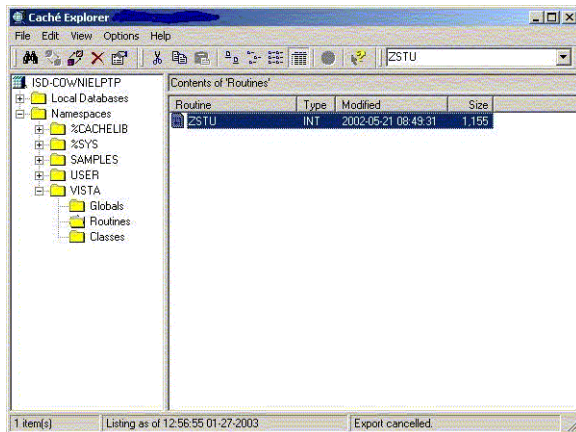 Caché Explorer
File Edit View Options Help
ZSTU
ISD-COWNIELPTP
Local Databases
Namespaces
%CACHELIB
%SYS
SAMPLES
USER
VISTA
Globals
Routines
Classes
Contents of 'Routines'
Routine Type Modified Size
ZSTU INT 2002-05-21 08:49:31 1,155
1 item(s) Listing as of 12:56:55 01-27-2003 Export cancelled.